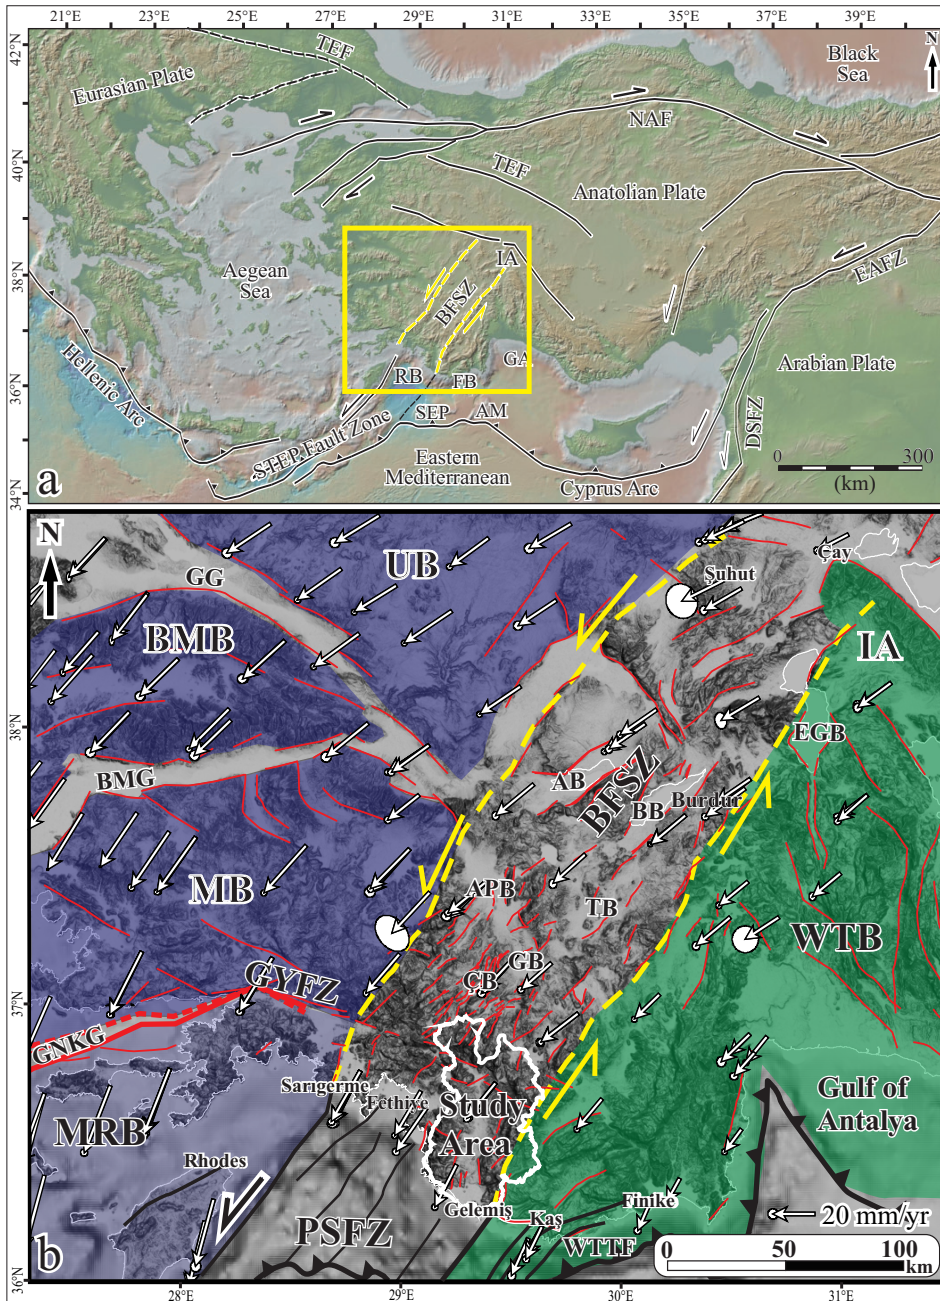 21°E 23°E 25°E 27°E 29°E 31°E 33°E 35°E 37°E 39°E
42°N
40°N
38°N
36°N
34°N
N
TEF
Black
Sea
Eurasian Plate
NAF
TEF
Anatolian Plate
IA
EAFZ
Aegean
Sea
BFSZ
Arabian Plate
GA
RB
FB
Hellenic Arc
SEP
AM
DSFZ
STEP Fault Zone
Eastern
Mediterranean
Cyprus Arc
0 300
(km)
a
N
GG
UB
Çay
Şuhut
BMB
IA
38°N
EGB
BMG
AB
BFSZ
BB
Burdur
MB
APB
TB
WTB
GB
ÇB
GYFZ
37°N
GNKG
Sarıgerme
Fethiye
Study
Area
Gulf of
Antalya
MRB
Rhodes
Gelemiş
Kaş
Finike
20 mm/yr
PSFZ
WTTF
0 50 100
km
b
36°N
28°E 29°E 30°E 31°E